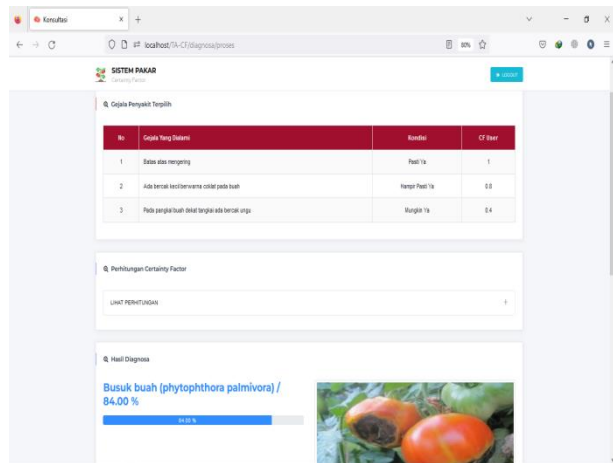 Konsultasi
localhost/TA-CF/diagnosa/proses
80%
SISTEM PAKAR
Certainty Factor
LOGOUT
Gejala Penyakit Terpilih
No Gejala Yang Dialami Kondisi CF User
1 Batas atas mengering Pasti Ya 1
2 Ada bercak kecil berwarna coklat pada buah Hampir Pasti Ya 0.8
3 Pada pangkal buah dekat tangkai ada bercak ungu Mungkin Ya 0.4
Perhitungan Certainty Factor
LIHAT PERHITUNGAN +
Hasil Diagnosa
Busuk buah (phytophthora palmivora) /
84.00 %
84.00 %